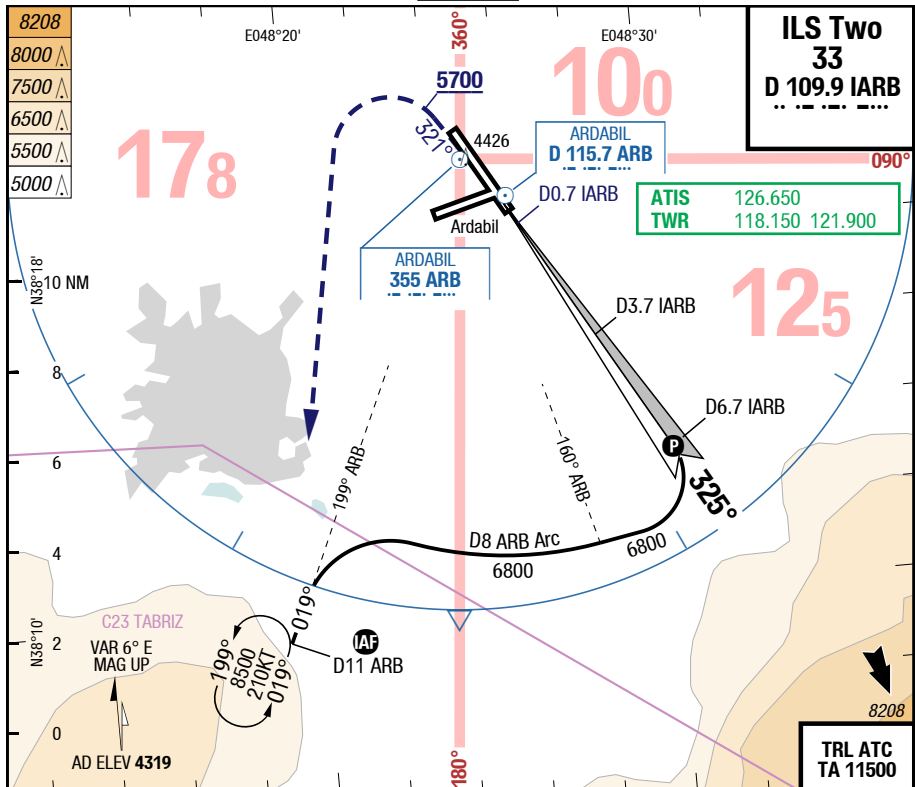 8208
8000
7500
6500
5500
5000
E048°20'
360°
E048°30'
ILS Two
33
D 109.9 IARB
5700
10 0
17 8
321°
4426
ARDABIL
D 115.7 ARB
090°
D0.7 IARB
ATIS 126.650
TWR 118.150 121.900
Ardabil
ARDABIL
355 ARB
N38°18'
10 NM
12 5
D3.7 IARB
8
D6.7 IARB
P
6
199° ARB
160° ARB
325°
D8 ARB Arc
6800
6800
4
019°
C23 TABRIZ
N38°10'
2
VAR 6° E
MAG UP
199°
8500
210KT
019°
IAF
D11 ARB
0
AD ELEV 4319
180°
8208
TRL ATC
TA 11500